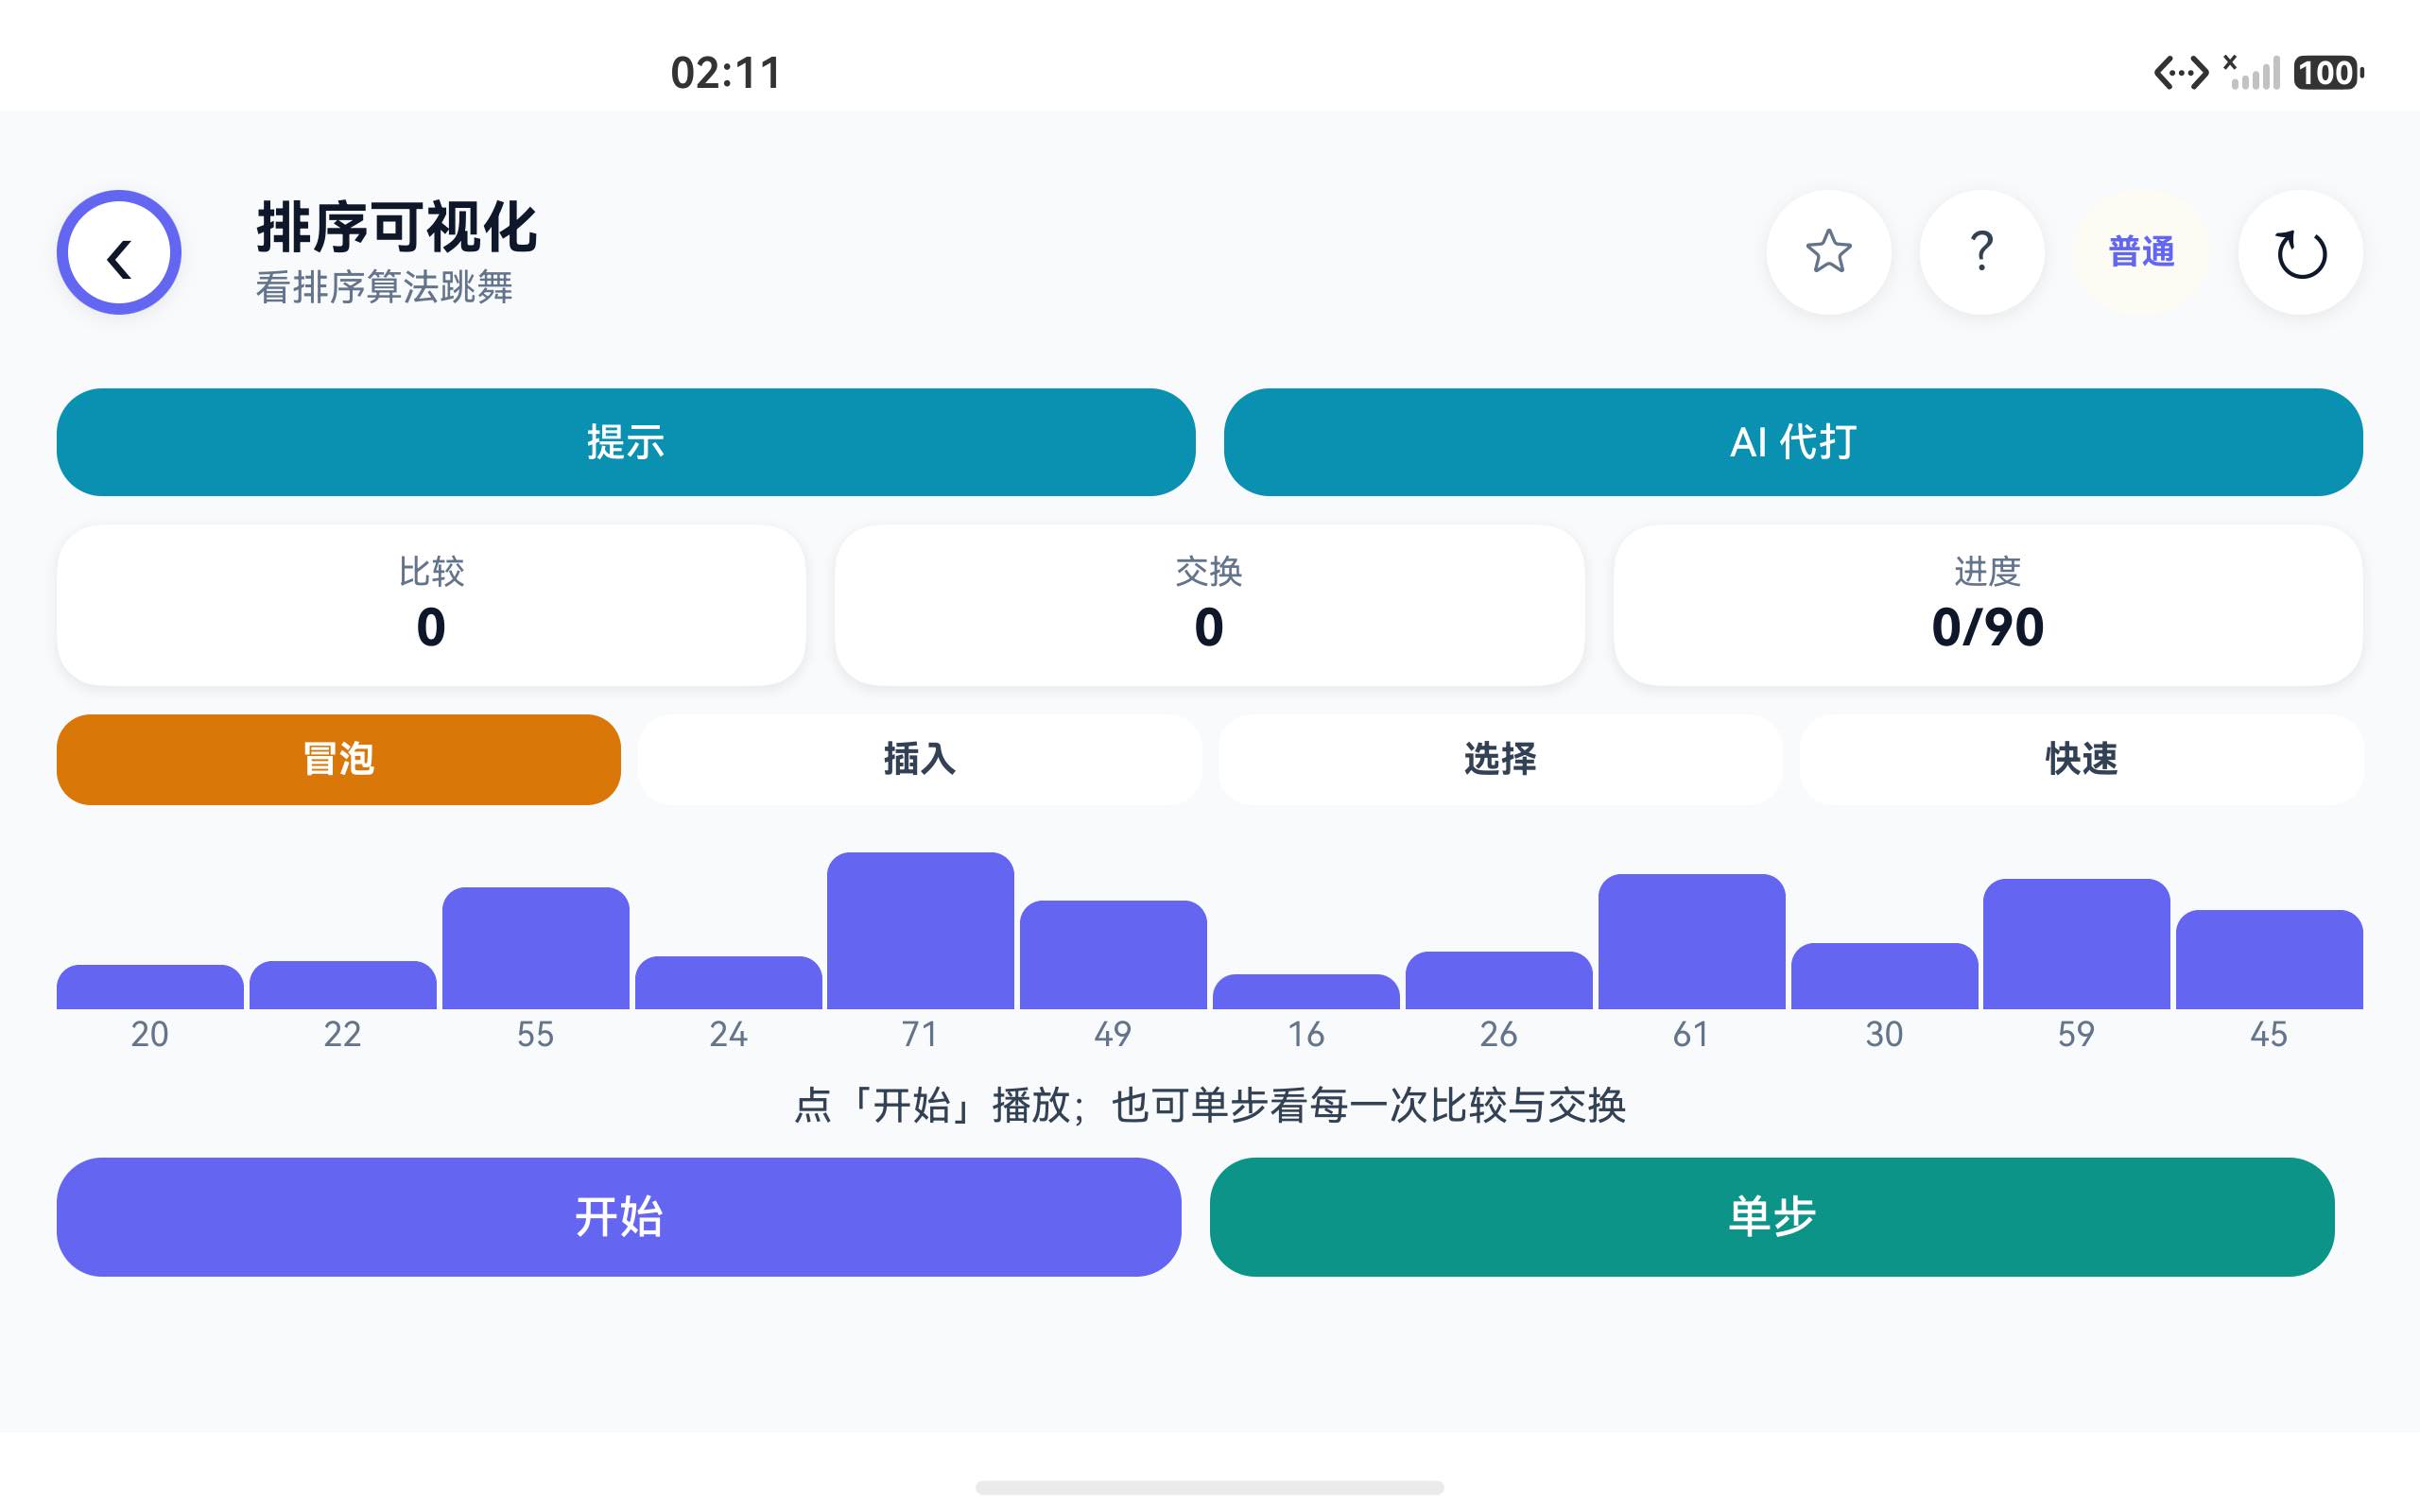 02:11
100
排序可视化
看排序算法跳舞
?
普通
提示
AI 代打
比较
0
交换
0
进度
0/90
冒泡
插入
选择
快速
20 22 55 24 71 49 16 26 61 30 59 45
点「开始」播放；也可单步看每一次比较与交换
开始
单步